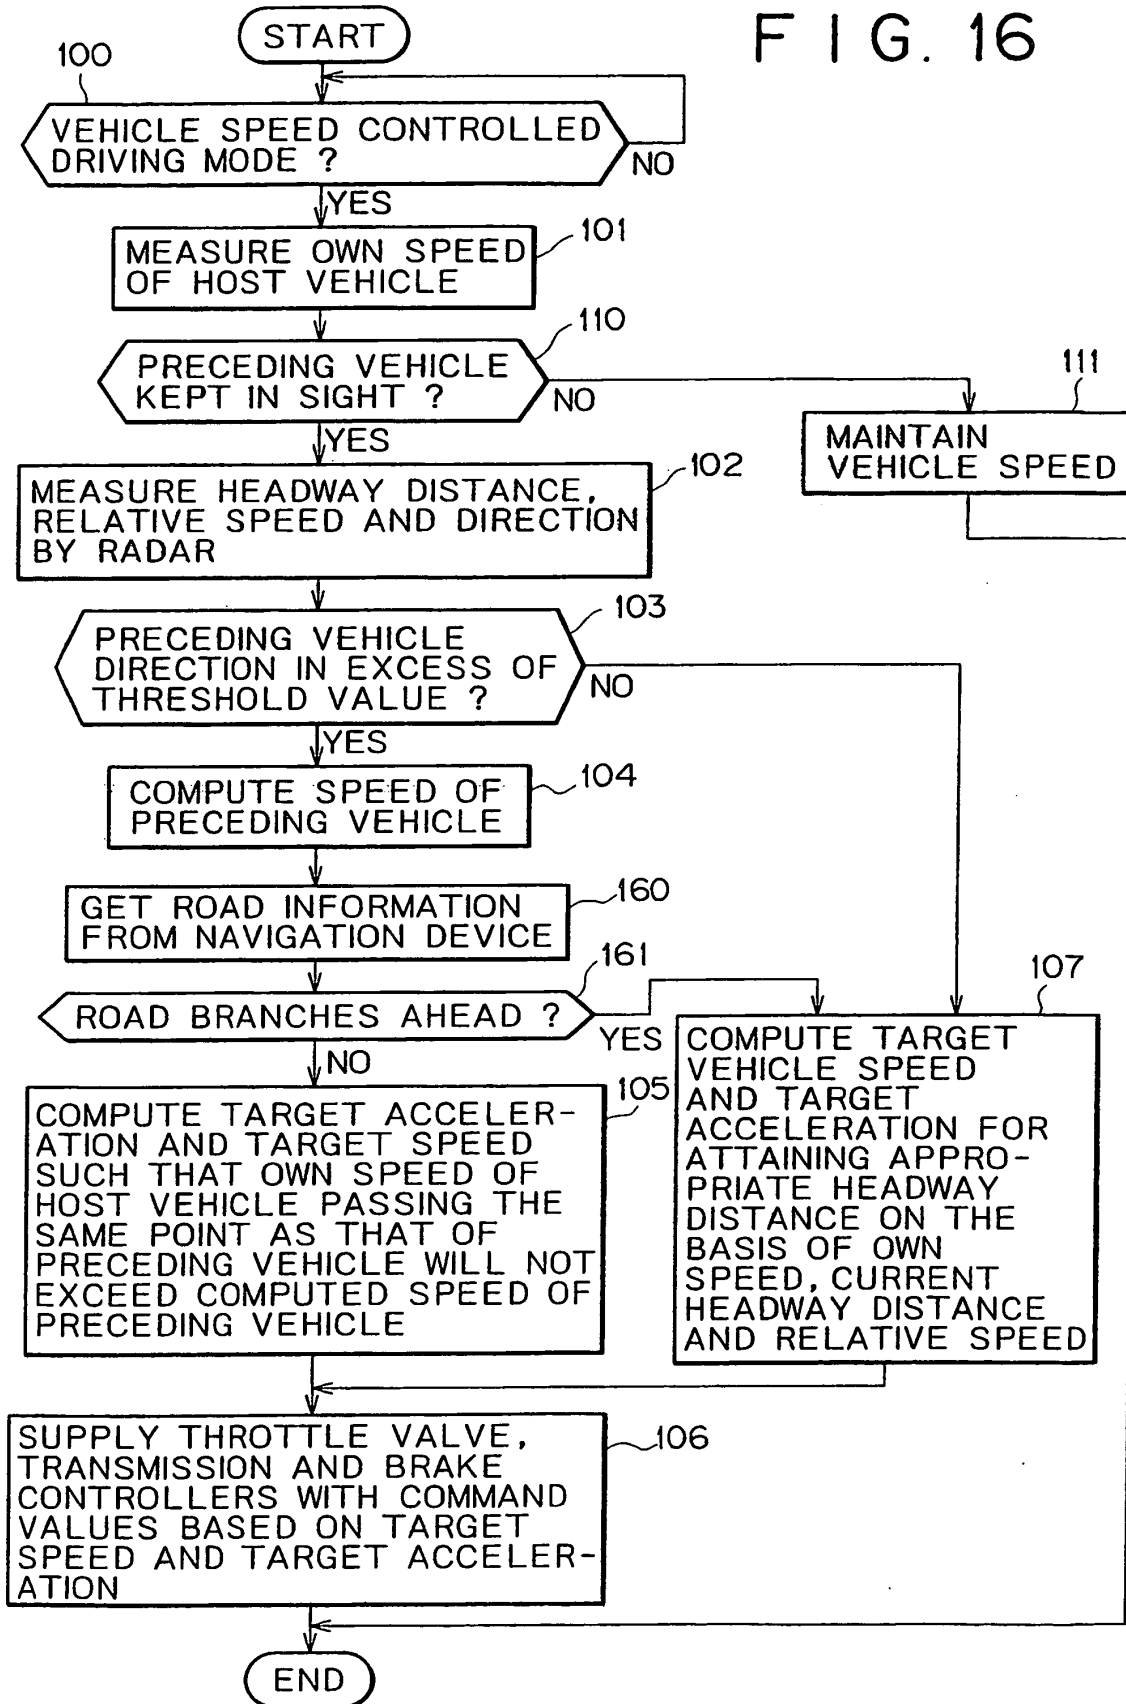 FIG. 16
START
100
VEHICLE SPEED CONTROLLED
DRIVING MODE ?
NO
YES
101
MEASURE OWN SPEED
OF HOST VEHICLE
110
PRECEDING VEHICLE
KEPT IN SIGHT ?
NO
YES
111
MAINTAIN
VEHICLE SPEED
102
MEASURE HEADWAY DISTANCE,
RELATIVE SPEED AND DIRECTION
BY RADAR
103
PRECEDING VEHICLE
DIRECTION IN EXCESS OF
THRESHOLD VALUE ?
NO
YES
104
COMPUTE SPEED OF
PRECEDING VEHICLE
160
GET ROAD INFORMATION
FROM NAVIGATION DEVICE
161
ROAD BRANCHES AHEAD ?
YES
NO
105
COMPUTE TARGET ACCELER-
ATION AND TARGET SPEED
SUCH THAT OWN SPEED OF
HOST VEHICLE PASSING THE
SAME POINT AS THAT OF
PRECEDING VEHICLE WILL NOT
EXCEED COMPUTED SPEED OF
PRECEDING VEHICLE
107
COMPUTE TARGET
VEHICLE SPEED
AND TARGET
ACCELERATION FOR
ATTAINING APPRO-
PRIATE HEADWAY
DISTANCE ON THE
BASIS OF OWN
SPEED, CURRENT
HEADWAY DISTANCE
AND RELATIVE SPEED
106
SUPPLY THROTTLE VALVE,
TRANSMISSION AND BRAKE
CONTROLLERS WITH COMMAND
VALUES BASED ON TARGET
SPEED AND TARGET ACCELER-
ATION
END